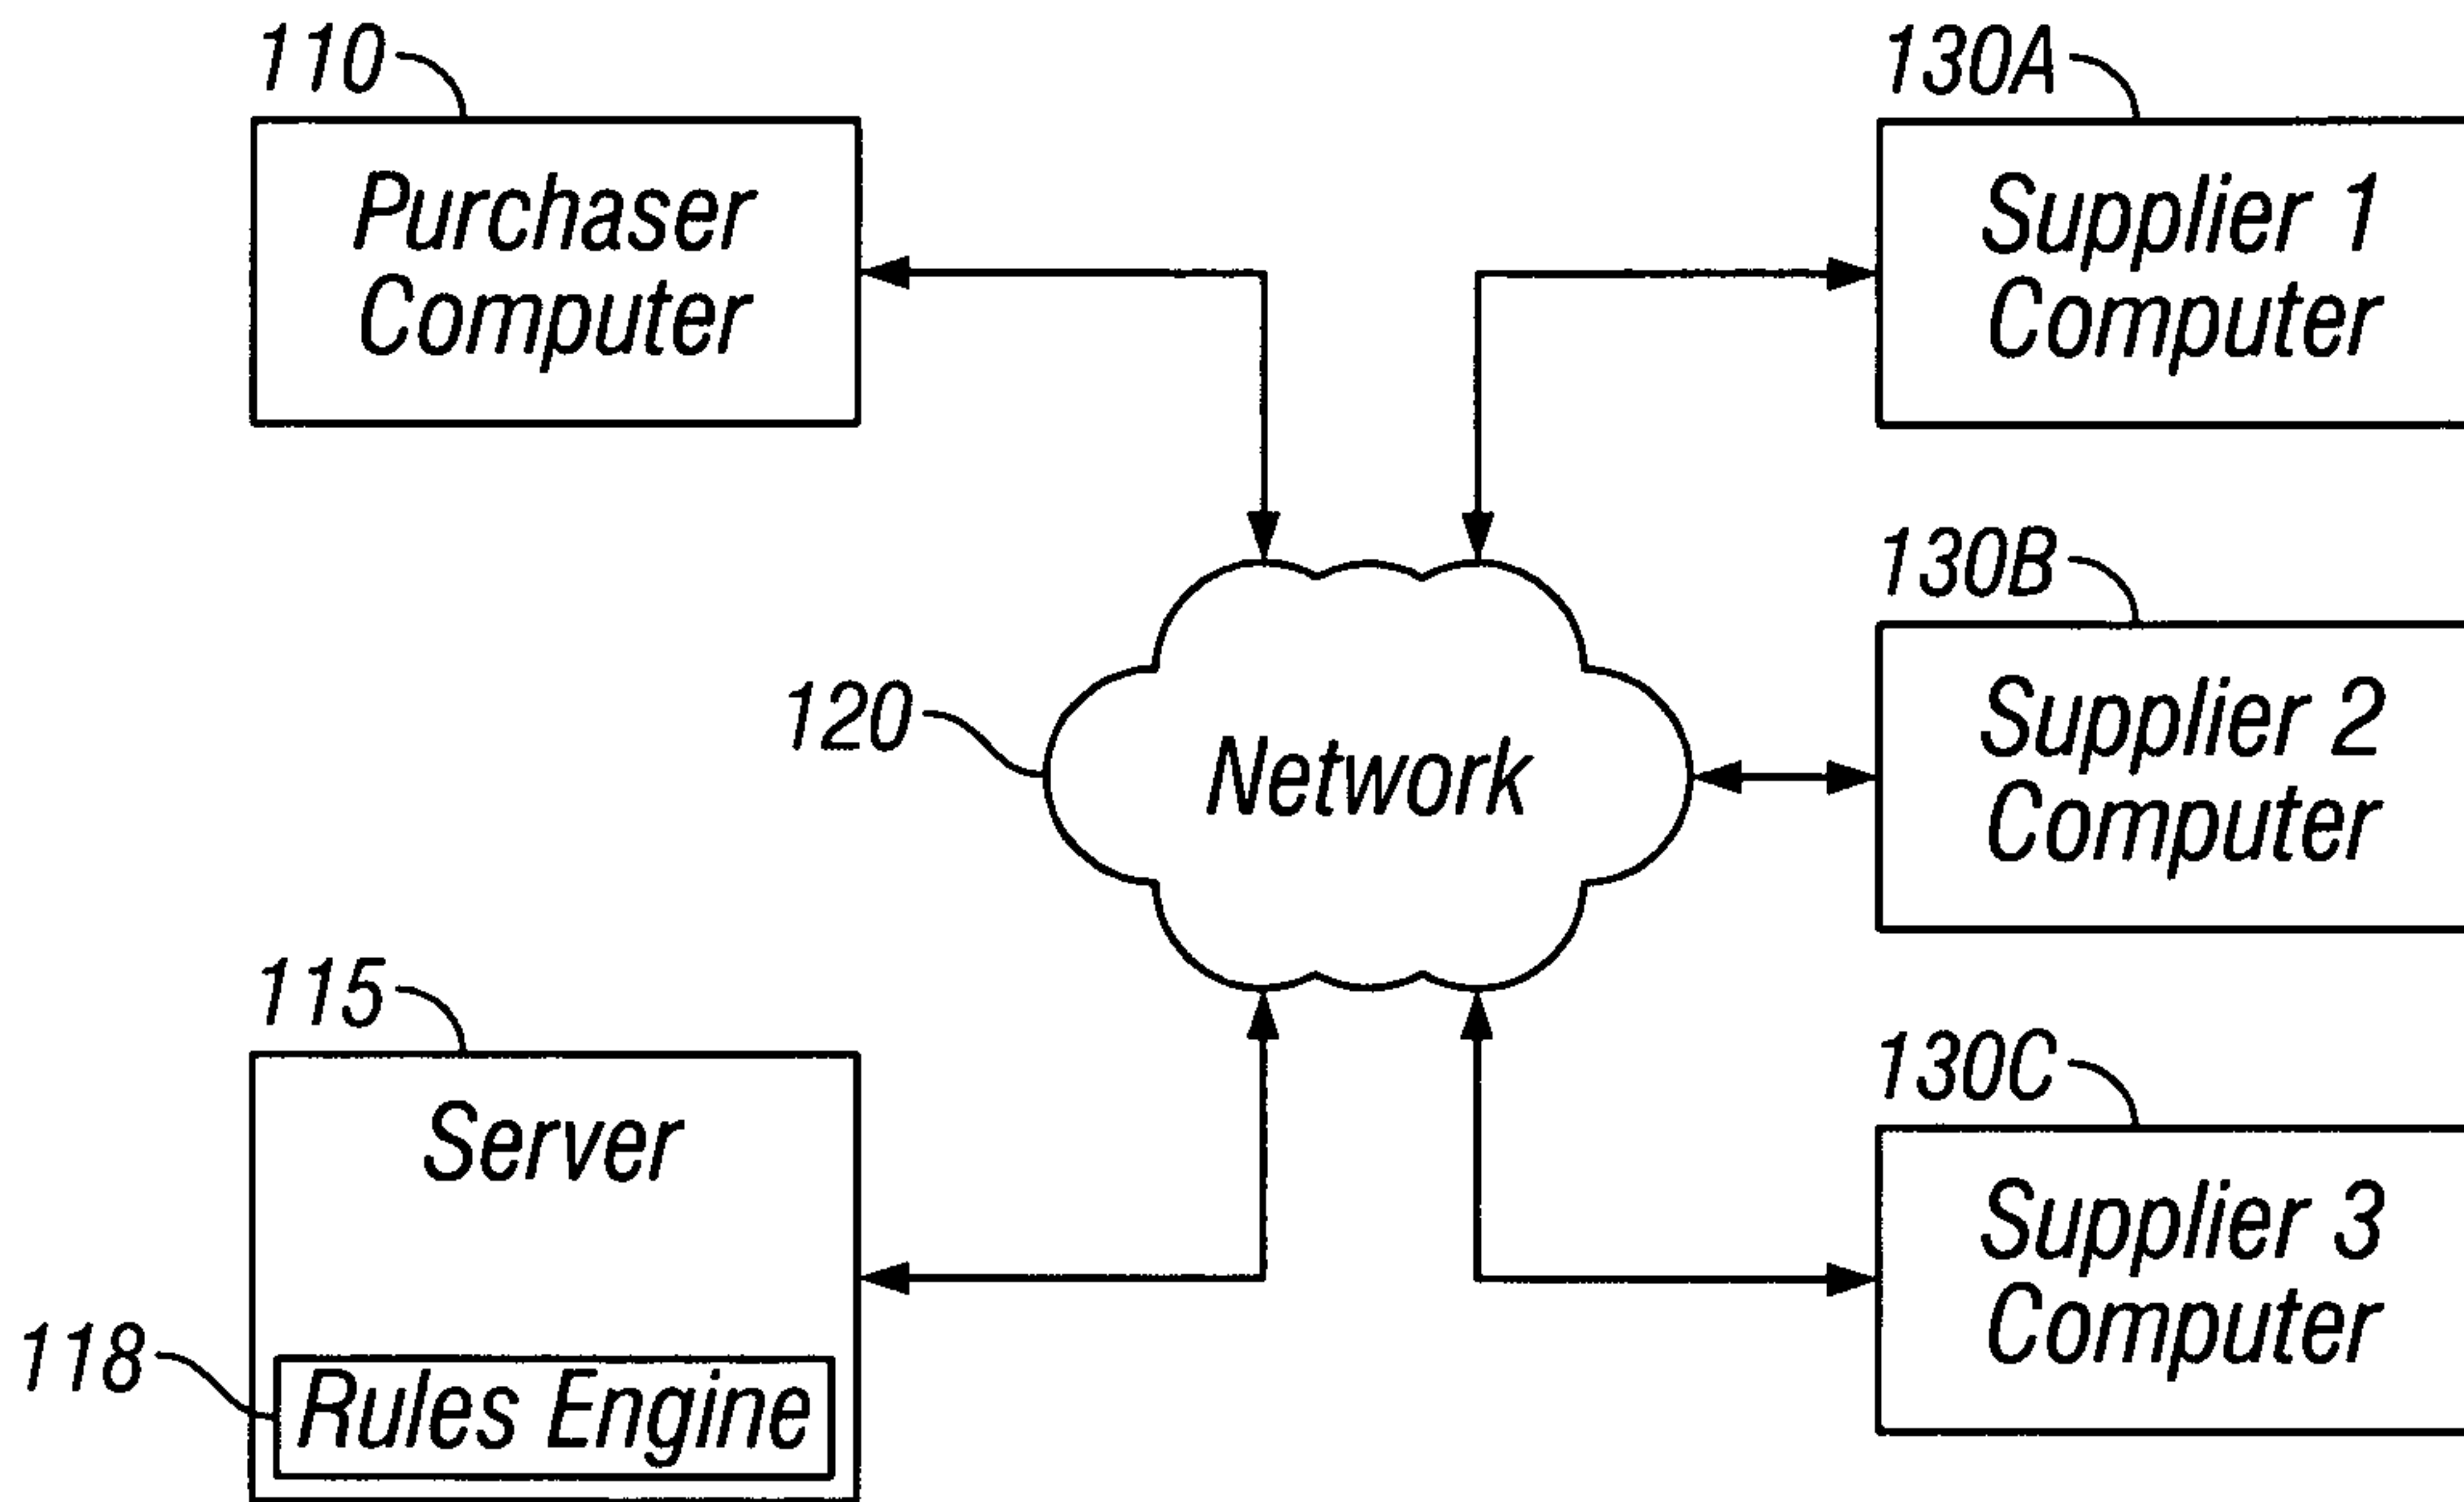 110
Purchaser
Computer
130A
Supplier 1
Computer
130B
Supplier 2
Computer
120
Network
115
Server
118
Rules Engine
130C
Supplier 3
Computer